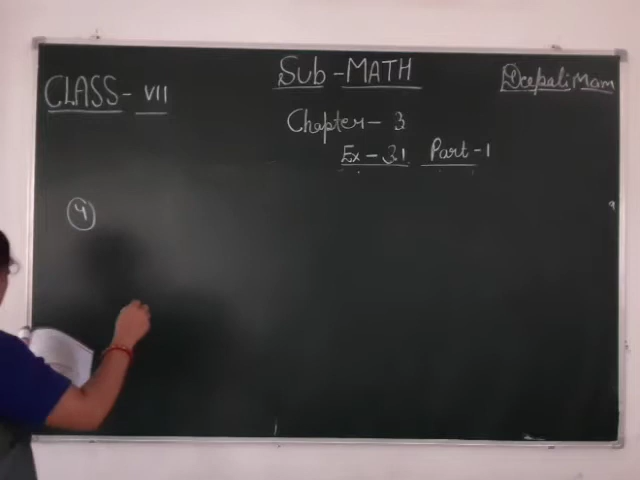 Sub - MATH
Deepali Mam
CLASS - VII
Chapter - 3
Ex - 3.1 Part - 1
4